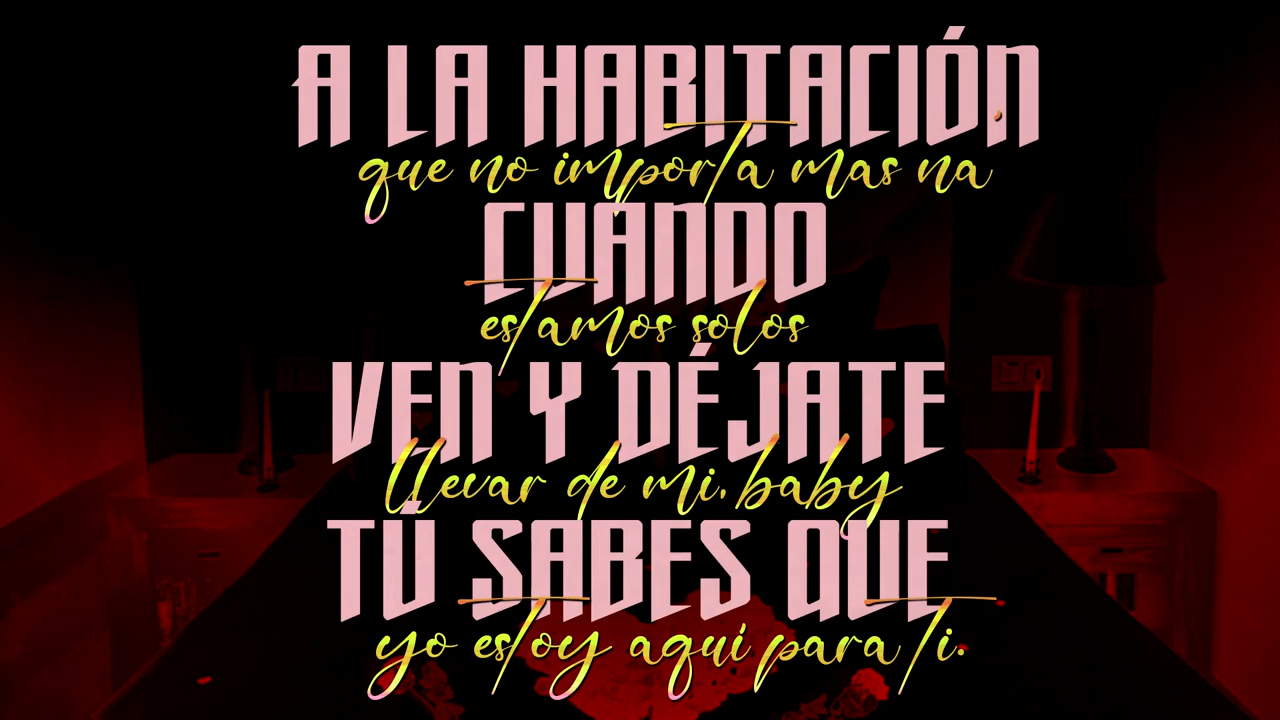 A LA HABITACIÓN
que no importa mas na
CUANDO
estamos solos
VEN Y DÉJATE
llevar de mi, baby
TÚ SABES QUE
yo estoy aquí para ti.